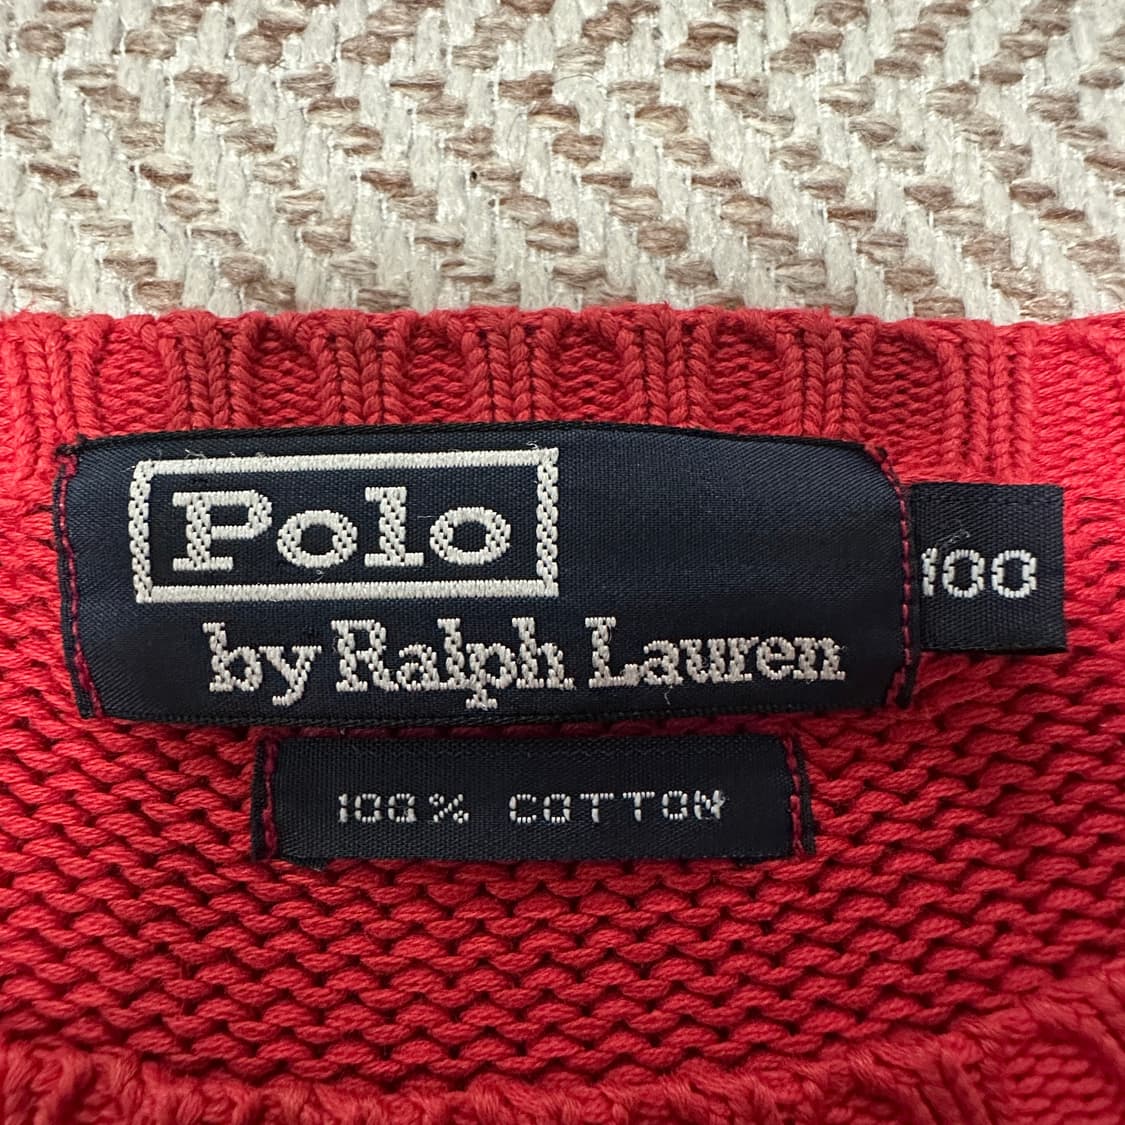 Polo
by Ralph Lauren
100
100% COTTON